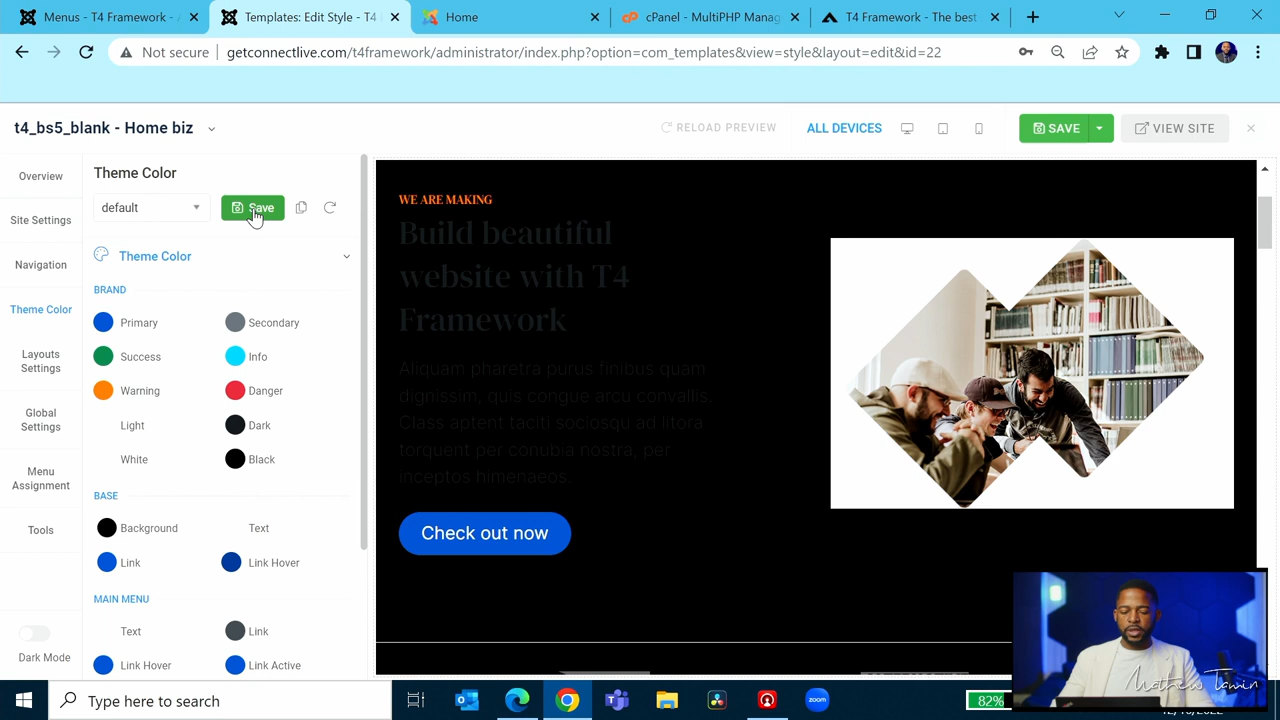 Menus - T4 Framework -
Templates: Edit Style - T4
Home
cPanel - MultiPHP Manag
T4 Framework - The best
Not secure
getconnectlive.com/t4framework/administrator/index.php?option=com_templates&view=style&layout=edit&id=22
t4_bs5_blank - Home biz
RELOAD PREVIEW
ALL DEVICES
SAVE
VIEW SITE
Overview
Site Settings
Navigation
Theme Color
Layouts
Settings
Global
Settings
Menu
Assignment
Tools
Dark Mode
Theme Color
default
Save
Theme Color
BRAND
Primary
Secondary
Success
Info
Warning
Danger
Light
Dark
White
Black
BASE
Background
Text
Link
Link Hover
MAIN MENU
Text
Link
Link Hover
Link Active
WE ARE MAKING
Build beautiful
website with T4
Framework
Aliquam pharetra purus finibus quam
dignissim, quis congue arcu convallis.
Class aptent taciti sociosqu ad litora
torquent per conubia nostra, per
inceptos himenaeos.
Check out now
Mathew Tamin
Type here to search
zoom
82%